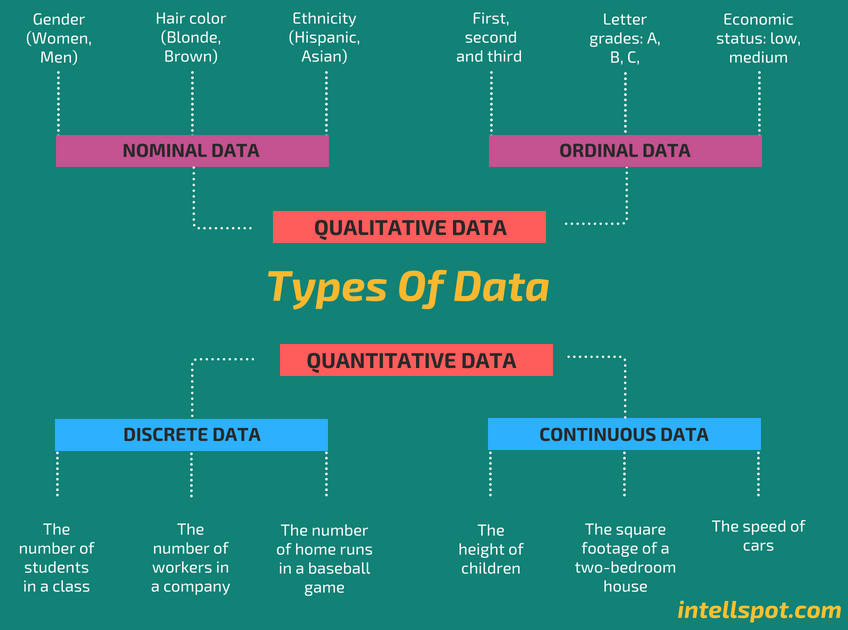 Gender
(Women,
Men)
Hair color
(Blonde,
Brown)
Ethnicity
(Hispanic,
Asian)
First,
second
and third
Letter
grades: A,
B, C,
Economic
status: low,
medium
NOMINAL DATA
ORDINAL DATA
QUALITATIVE DATA
Types Of Data
QUANTITATIVE DATA
DISCRETE DATA
CONTINUOUS DATA
The
number of
students
in a class
The
number of
workers in
a company
The number
of home runs
in a baseball
game
The
height of
children
The square
footage of a
two-bedroom
house
The speed of
cars
intellspot.com